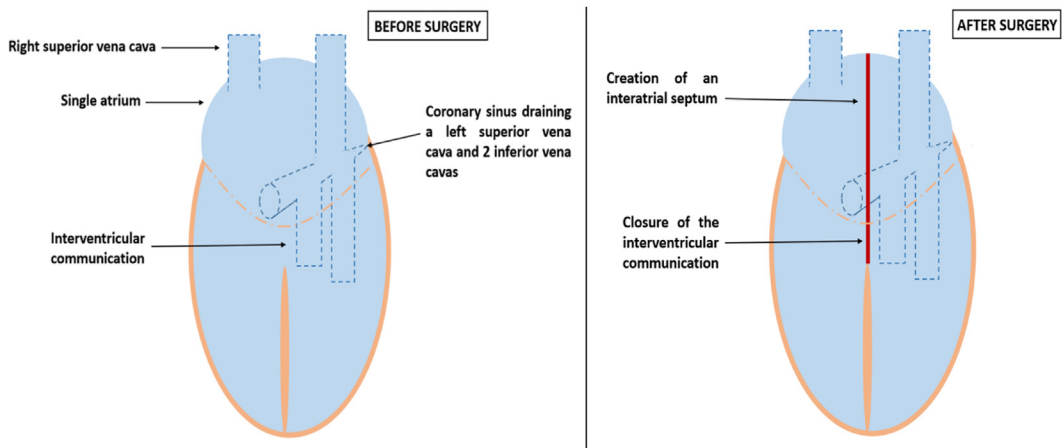 BEFORE SURGERY
Right superior vena cava
Single atrium
Coronary sinus draining
a left superior vena
cava and 2 inferior vena
cavas
Interventricular
communication
AFTER SURGERY
Creation of an
interatrial septum
Closure of the
interventricular
communication